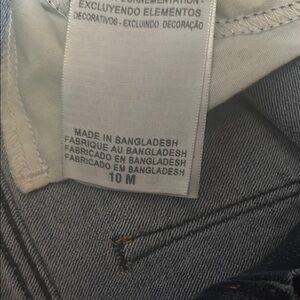 EXCLUYENDO ELEMENTOS
DECORATIVOS - EXCLUINDO DECORAÇÃO
MADE IN BANGLADESH
FABRIQUE AU BANGLADESH
FABRICADO EN BANGLADESH
FABRICADO EM BANGLADESH
10 M